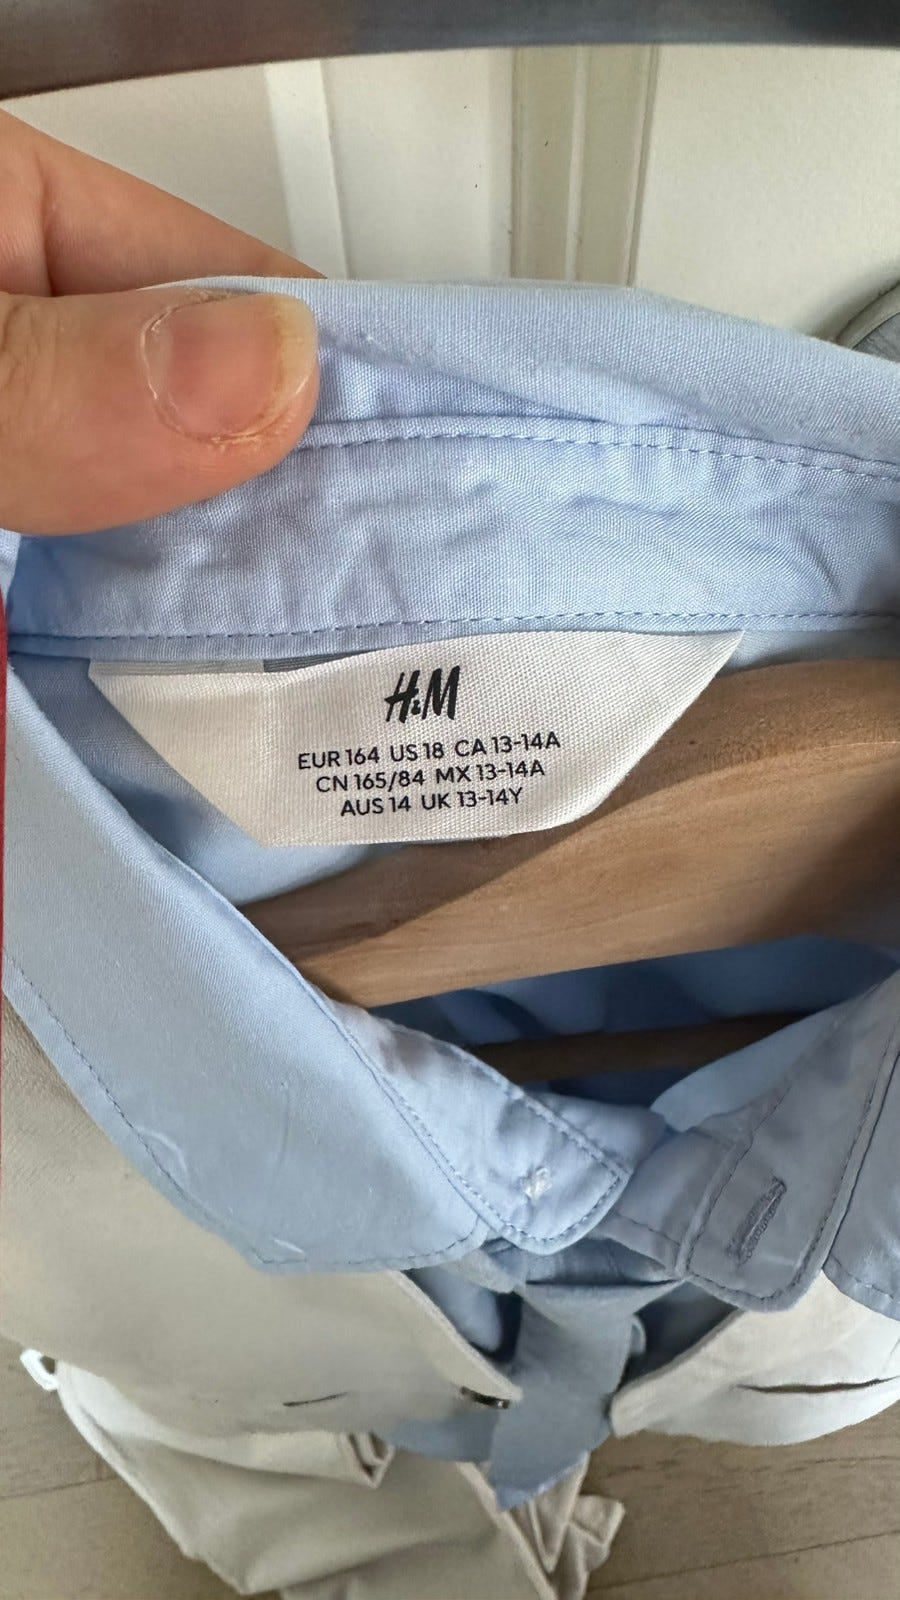 H&M
EUR 164 US 18 CA 13-14A
CN 165/84 MX 13-14A
AUS 14 UK 13-14Y